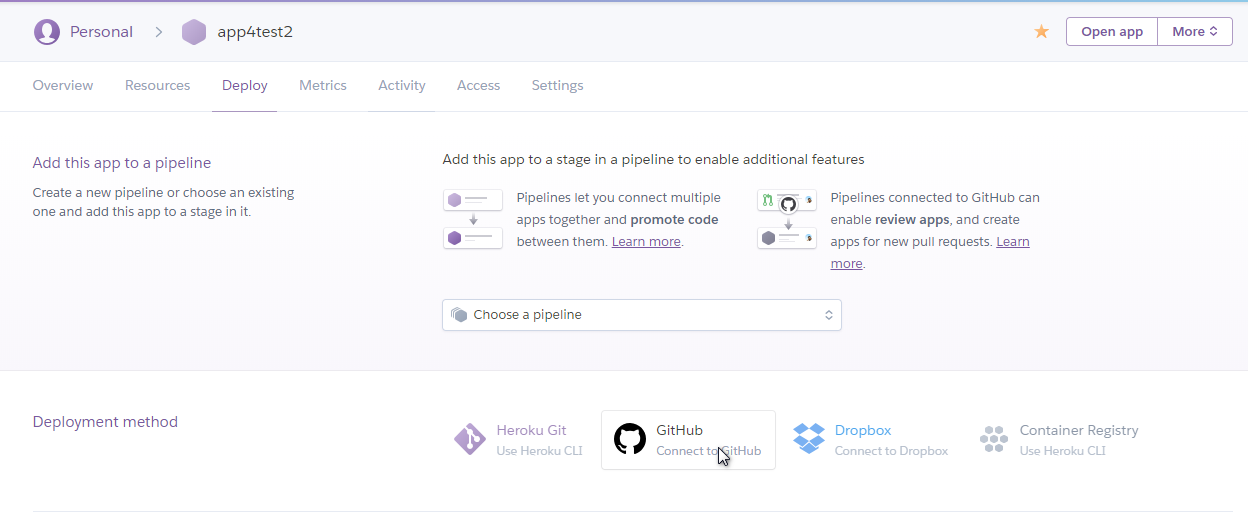 Personal > app4test2
Open app
More
Overview Resources Deploy Metrics Activity Access Settings
Add this app to a pipeline
Create a new pipeline or choose an existing
one and add this app to a stage in it.
Add this app to a stage in a pipeline to enable additional features
Pipelines let you connect multiple
apps together and promote code
between them. Learn more.
Pipelines connected to GitHub can
enable review apps, and create
apps for new pull requests. Learn
more.
Choose a pipeline
Deployment method
Heroku Git
Use Heroku CLI
GitHub
Connect to GitHub
Dropbox
Connect to Dropbox
Container Registry
Use Heroku CLI